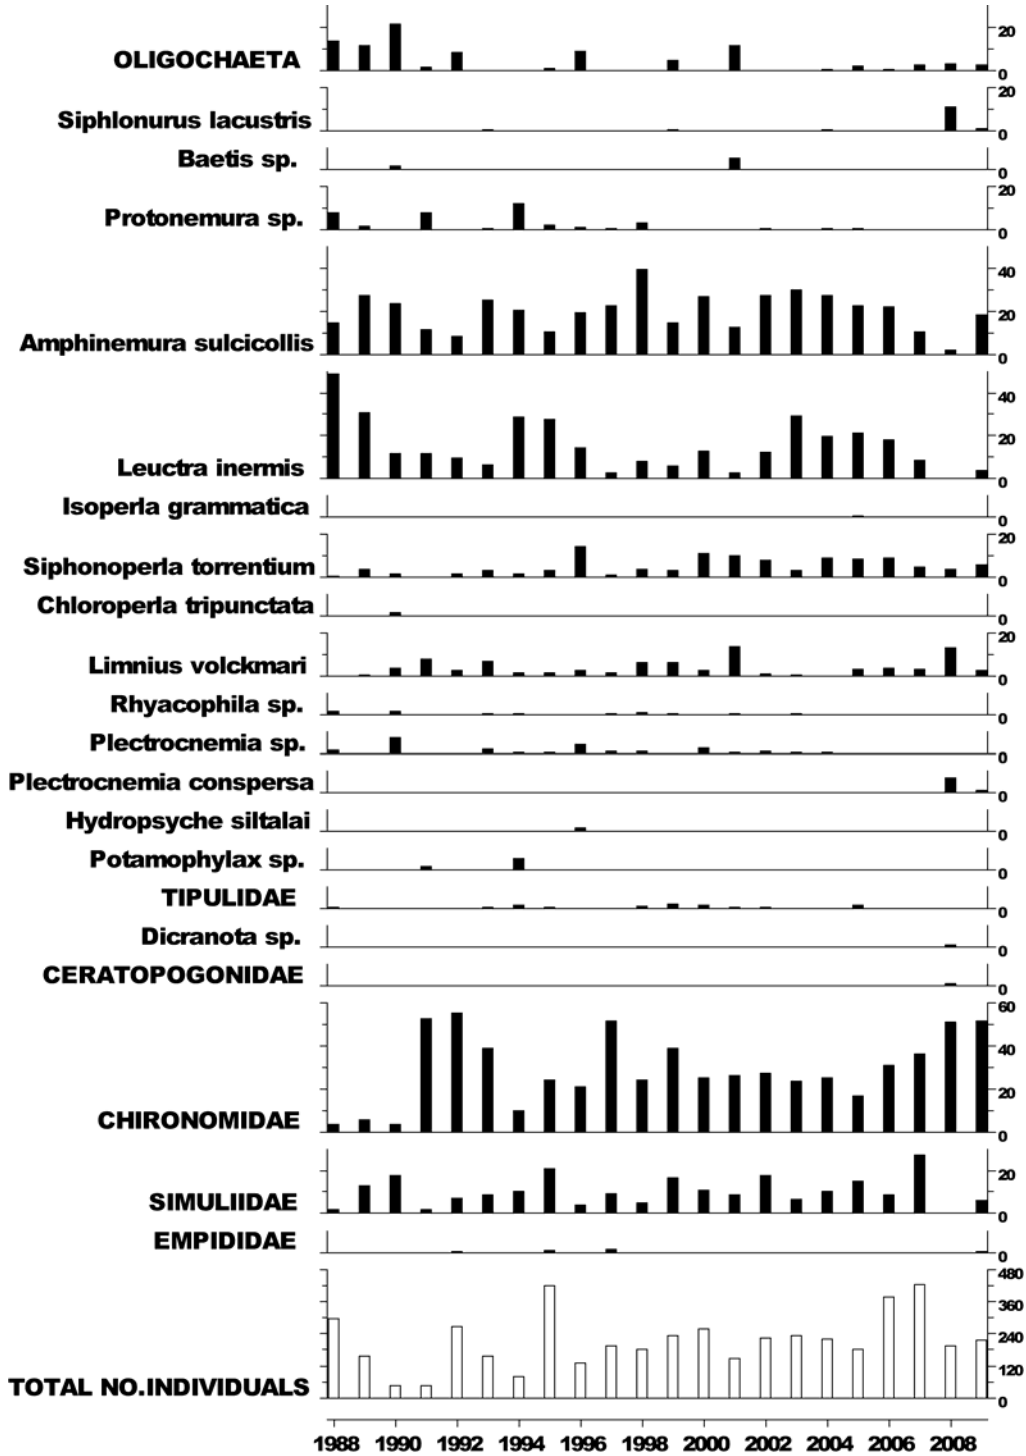 20
OLIGOCHAETA
0
20
Siphlonurus lacustris
0
Baetis sp.
0
20
Protonemura sp.
0
40
20
Amphinemura sulcicollis
0
40
20
Leuctra inermis
0
Isoperla grammatica
0
20
Siphonoperla torrentium
0
Chloroperla tripunctata
0
20
Limnius volckmari
0
Rhyacophila sp.
0
Plectrocnemia sp.
0
Plectrocnemia conspersa
0
Hydropsyche siltalai
0
Potamophylax sp.
0
TIPULIDAE
0
Dicranota sp.
0
CERATOPOGONIDAE
0
60
40
20
CHIRONOMIDAE
0
20
SIMULIIDAE
0
EMPIDIDAE
0
480
360
240
120
TOTAL NO.INDIVIDUALS
0
1988 1990 1992 1994 1996 1998 2000 2002 2004 2006 2008